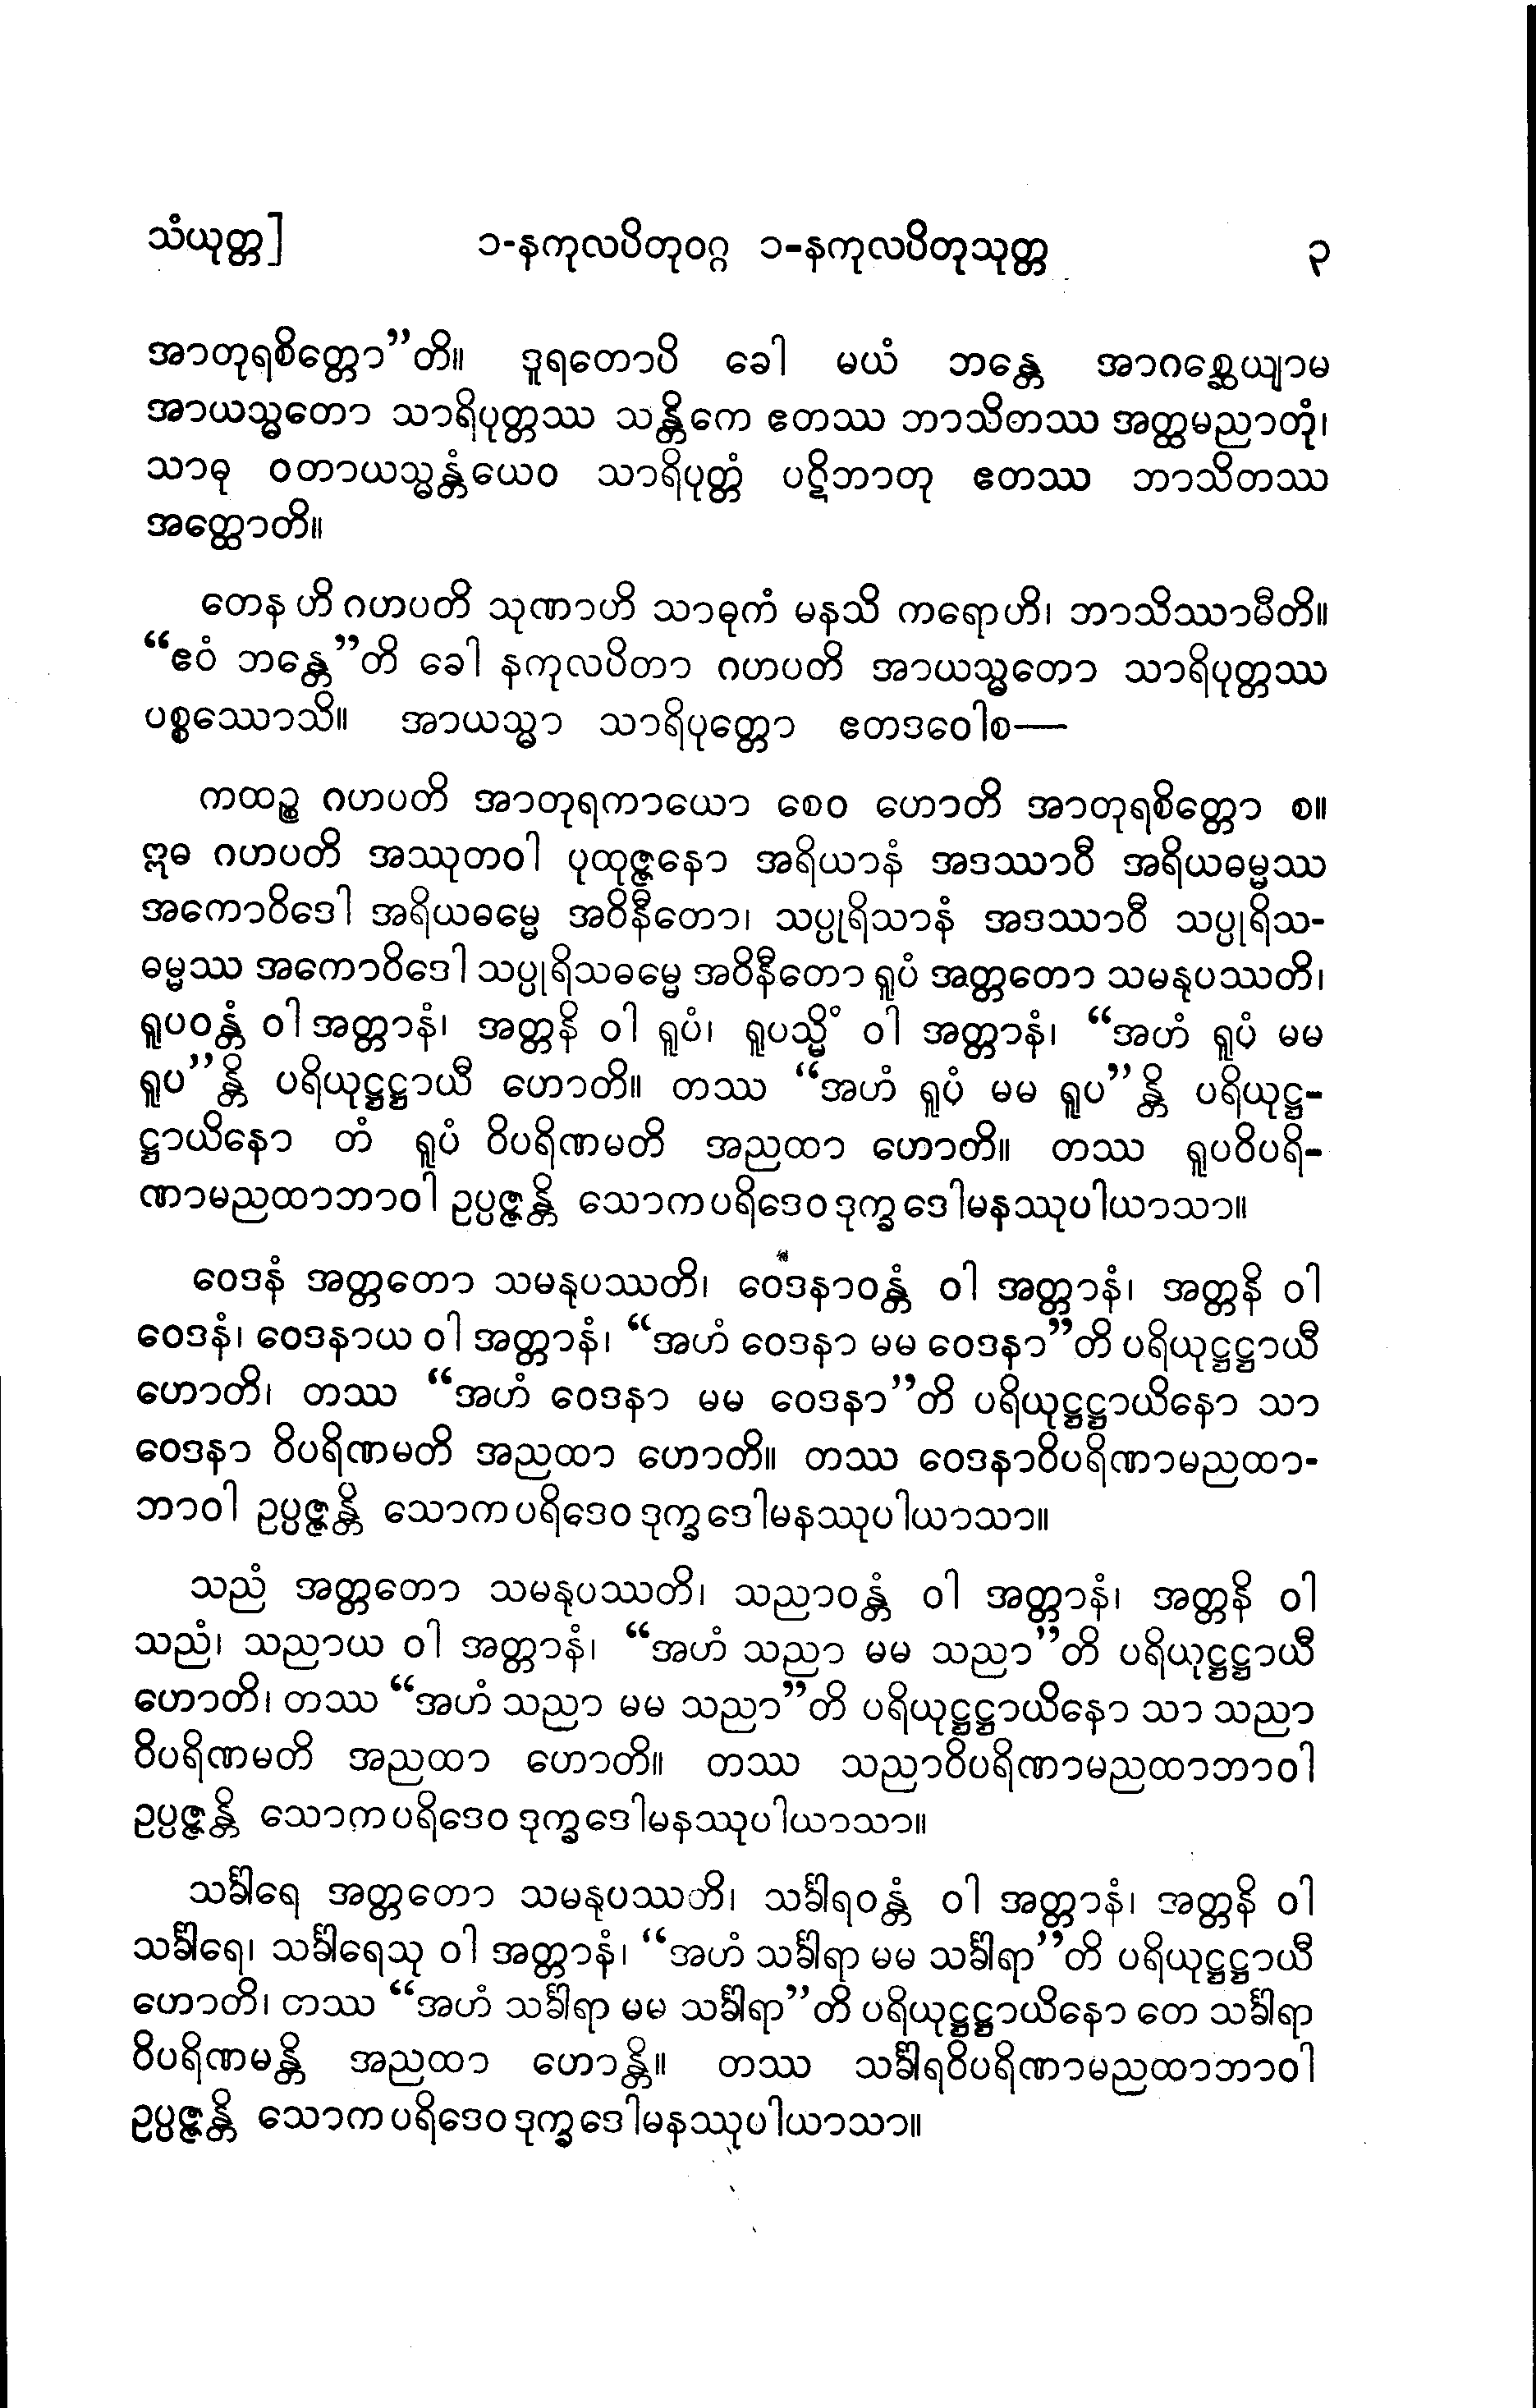 သံယုတ္တ] ၁-နကုလပိတုဝဂ္ဂ ၁-နကုလပိတုသုတ္တ ၃
အာတုရစိတ္တော”တိ။ ဒူရတောပိ ခေါ မယံ ဘန္တေ အာဂစ္ဆေယျာမ
အာယသ္မတော သာရိပုတ္တဿ သန္တိကေ ဧတဿ ဘာသိတဿ အတ္ထမညာတုံ၊
သာဓု ဝတာယသ္မန္တံယေဝ သာရိပုတ္တံ ပဋိဘာတု ဧတဿ ဘာသိတဿ
အတ္ထောတိ။
တေန ဟိ ဂဟပတိ သုဏာဟိ သာဓုကံ မနသိ ကရောဟိ၊ ဘာသိဿာမီတိ။
“ဧဝံ ဘန္တေ”တိ ခေါ နကုလပိတာ ဂဟပတိ အာယသ္မတော သာရိပုတ္တဿ
ပစ္စဿောသိ။ အာယသ္မာ သာရိပုတ္တော ဧတဒဝေါစ—
ကထဉ္စ ဂဟပတိ အာတုရကာယော စေဝ ဟောတိ အာတုရစိတ္တော စ။
ဣဓ ဂဟပတိ အဿုတဝါ ပုထုဇ္ဇနော အရိယာနံ အဒဿာဝီ အရိယဓမ္မဿ
အကောဝိဒေါ အရိယဓမ္မေ အဝိနီတော၊ သပ္ပုရိသာနံ အဒဿာဝီ သပ္ပုရိသ-
ဓမ္မဿ အကောဝိဒေါ သပ္ပုရိသဓမ္မေ အဝိနီတော ရူပံ အတ္တတော သမနုပဿတိ၊
ရူပဝန္တံ ဝါ အတ္တာနံ၊ အတ္တနိ ဝါ ရူပံ၊ ရူပသ္မိံ ဝါ အတ္တာနံ၊ “အဟံ ရူပံ မမ
ရူပ”န္တိ ပရိယုဋ္ဌဋ္ဌာယီ ဟောတိ။ တဿ “အဟံ ရူပံ မမ ရူပ”န္တိ ပရိယုဋ္ဌ-
ဋ္ဌာယိနော တံ ရူပံ ဝိပရိဏမတိ အညထာ ဟောတိ။ တဿ ရူပဝိပရိ-
ဏာမညထာဘာဝါ ဥပ္ပဇ္ဇန္တိ သောကပရိဒေဝဒုက္ခဒေါမနဿုပါယာသာ။
ဝေဒနံ အတ္တတော သမနုပဿတိ၊ ဝေဒနာဝန္တံ ဝါ အတ္တာနံ၊ အတ္တနိ ဝါ
ဝေဒနံ၊ ဝေဒနာယ ဝါ အတ္တာနံ၊ “အဟံ ဝေဒနာ မမ ဝေဒနာ”တိ ပရိယုဋ္ဌဋ္ဌာယီ
ဟောတိ၊ တဿ “အဟံ ဝေဒနာ မမ ဝေဒနာ”တိ ပရိယုဋ္ဌဋ္ဌာယိနော သာ
ဝေဒနာ ဝိပရိဏမတိ အညထာ ဟောတိ။ တဿ ဝေဒနာဝိပရိဏာမညထာ-
ဘာဝါ ဥပ္ပဇ္ဇန္တိ သောကပရိဒေဝဒုက္ခဒေါမနဿုပါယာသာ။
သညံ အတ္တတော သမနုပဿတိ၊ သညာဝန္တံ ဝါ အတ္တာနံ၊ အတ္တနိ ဝါ
သညံ၊ သညာယ ဝါ အတ္တာနံ၊ “အဟံ သညာ မမ သညာ”တိ ပရိယုဋ္ဌဋ္ဌာယီ
ဟောတိ၊ တဿ “အဟံ သညာ မမ သညာ”တိ ပရိယုဋ္ဌဋ္ဌာယိနော သာ သညာ
ဝိပရိဏမတိ အညထာ ဟောတိ။ တဿ သညာဝိပရိဏာမညထာဘာဝါ
ဥပ္ပဇ္ဇန္တိ သောကပရိဒေဝဒုက္ခဒေါမနဿုပါယာသာ။
သင်္ခါရေ အတ္တတော သမနုပဿတိ၊ သင်္ခါရဝန္တံ ဝါ အတ္တာနံ၊ အတ္တနိ ဝါ
သင်္ခါရေ၊ သင်္ခါရေသု ဝါ အတ္တာနံ၊ “အဟံ သင်္ခါရာ မမ သင်္ခါရာ”တိ ပရိယုဋ္ဌဋ္ဌာယီ
ဟောတိ၊ တဿ “အဟံ သင်္ခါရာ မမ သင်္ခါရာ”တိ ပရိယုဋ္ဌဋ္ဌာယိနော တေ သင်္ခါရာ
ဝိပရိဏမန္တိ အညထာ ဟောန္တိ။ တဿ သင်္ခါရဝိပရိဏာမညထာဘာဝါ
ဥပ္ပဇ္ဇန္တိ သောကပရိဒေဝဒုက္ခဒေါမနဿုပါယာသာ။